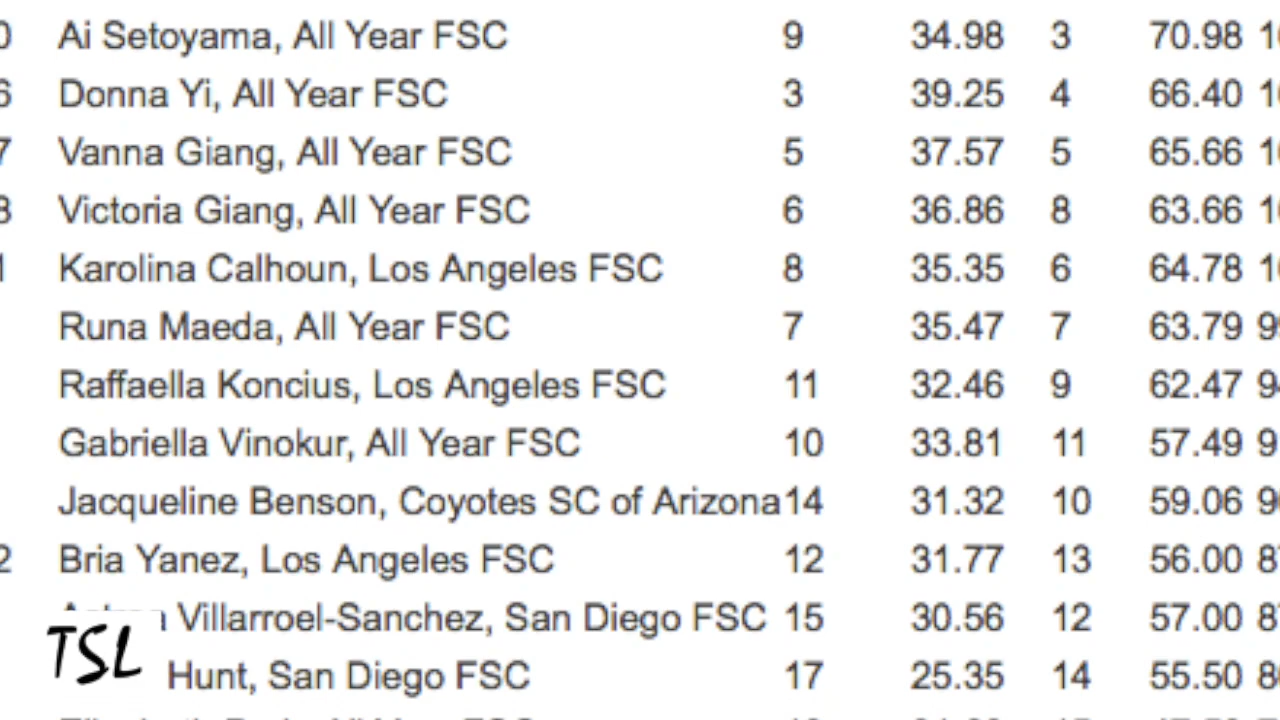 0 Ai Setoyama, All Year FSC 9 34.98 3 70.98
6 Donna Yi, All Year FSC 3 39.25 4 66.40
7 Vanna Giang, All Year FSC 5 37.57 5 65.66
8 Victoria Giang, All Year FSC 6 36.86 8 63.66
1 Karolina Calhoun, Los Angeles FSC 8 35.35 6 64.78
Runa Maeda, All Year FSC 7 35.47 7 63.79
Raffaella Koncius, Los Angeles FSC 11 32.46 9 62.47
Gabriella Vinokur, All Year FSC 10 33.81 11 57.49
Jacqueline Benson, Coyotes SC of Arizona 14 31.32 10 59.06
2 Bria Yanez, Los Angeles FSC 12 31.77 13 56.00
Villarroel-Sanchez, San Diego FSC 15 30.56 12 57.00
TSL
Hunt, San Diego FSC 17 25.35 14 55.50